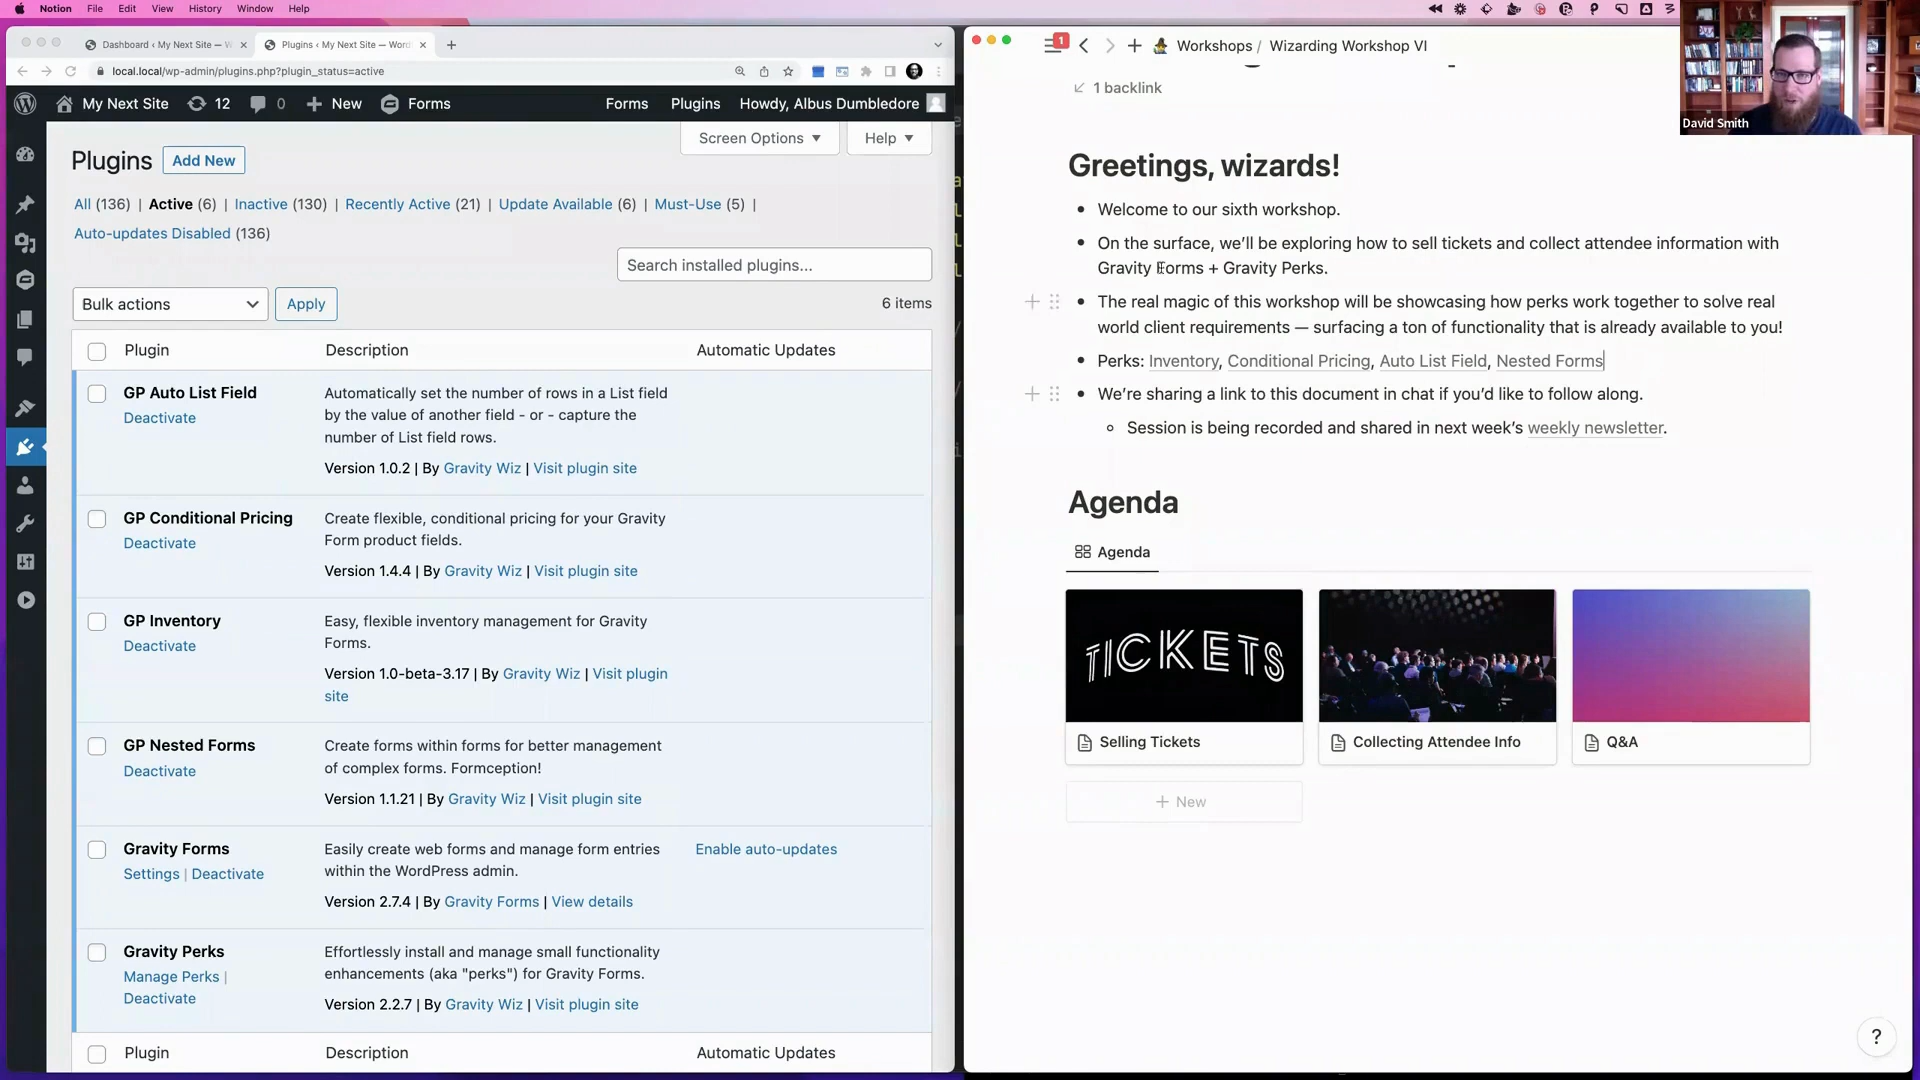 Notion File Edit View History Window Help
Dashboard ‹ My Next Site — W
Plugins ‹ My Next Site — Word
local.local/wp-admin/plugins.php?plugin_status=active
My Next Site 12 0 New Forms Forms Plugins Howdy, Albus Dumbledore
Screen Options Help
Plugins Add New
All (136) | Active (6) | Inactive (130) | Recently Active (21) | Update Available (6) | Must-Use (5) |
Auto-updates Disabled (136)
Search installed plugins...
Bulk actions Apply 6 items
Plugin Description Automatic Updates
GP Auto List Field
Deactivate
Automatically set the number of rows in a List field
by the value of another field - or - capture the
number of List field rows.
Version 1.0.2 | By Gravity Wiz | Visit plugin site
GP Conditional Pricing
Deactivate
Create flexible, conditional pricing for your Gravity
Form product fields.
Version 1.4.4 | By Gravity Wiz | Visit plugin site
GP Inventory
Deactivate
Easy, flexible inventory management for Gravity
Forms.
Version 1.0-beta-3.17 | By Gravity Wiz | Visit plugin
site
GP Nested Forms
Deactivate
Create forms within forms for better management
of complex forms. Formception!
Version 1.1.21 | By Gravity Wiz | Visit plugin site
Gravity Forms
Settings | Deactivate
Easily create web forms and manage form entries
within the WordPress admin.
Version 2.7.4 | By Gravity Forms | View details
Enable auto-updates
Gravity Perks
Manage Perks |
Deactivate
Effortlessly install and manage small functionality
enhancements (aka "perks") for Gravity Forms.
Version 2.2.7 | By Gravity Wiz | Visit plugin site
Plugin Description Automatic Updates
1 Workshops / Wizarding Workshop VI
1 backlink
David Smith
Greetings, wizards!
• Welcome to our sixth workshop.
• On the surface, we’ll be exploring how to sell tickets and collect attendee information with
Gravity Forms + Gravity Perks.
• The real magic of this workshop will be showcasing how perks work together to solve real
world client requirements — surfacing a ton of functionality that is already available to you!
• Perks: Inventory, Conditional Pricing, Auto List Field, Nested Forms
• We’re sharing a link to this document in chat if you’d like to follow along.
◦ Session is being recorded and shared in next week’s weekly newsletter.
Agenda
Agenda
TICKETS
Selling Tickets
Collecting Attendee Info
Q&A
+ New
?